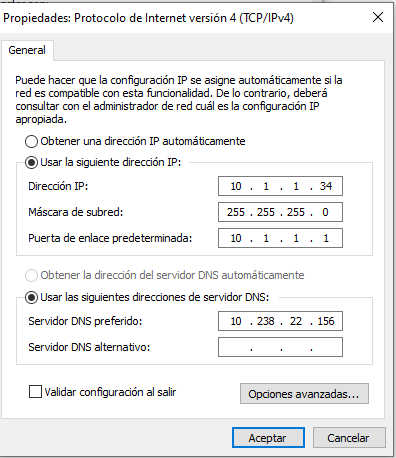 Propiedades: Protocolo de Internet versión 4 (TCP/IPv4)
General
Puede hacer que la configuración IP se asigne automáticamente si la
red es compatible con esta funcionalidad. De lo contrario, deberá
consultar con el administrador de red cuál es la configuración IP
apropiada.
Obtener una dirección IP automáticamente
Usar la siguiente dirección IP:
Dirección IP: 10 . 1 . 1 . 34
Máscara de subred: 255 . 255 . 255 . 0
Puerta de enlace predeterminada: 10 . 1 . 1 . 1
Obtener la dirección del servidor DNS automáticamente
Usar las siguientes direcciones de servidor DNS:
Servidor DNS preferido: 10 . 238 . 22 . 156
Servidor DNS alternativo: . . .
Validar configuración al salir
Opciones avanzadas...
Aceptar Cancelar